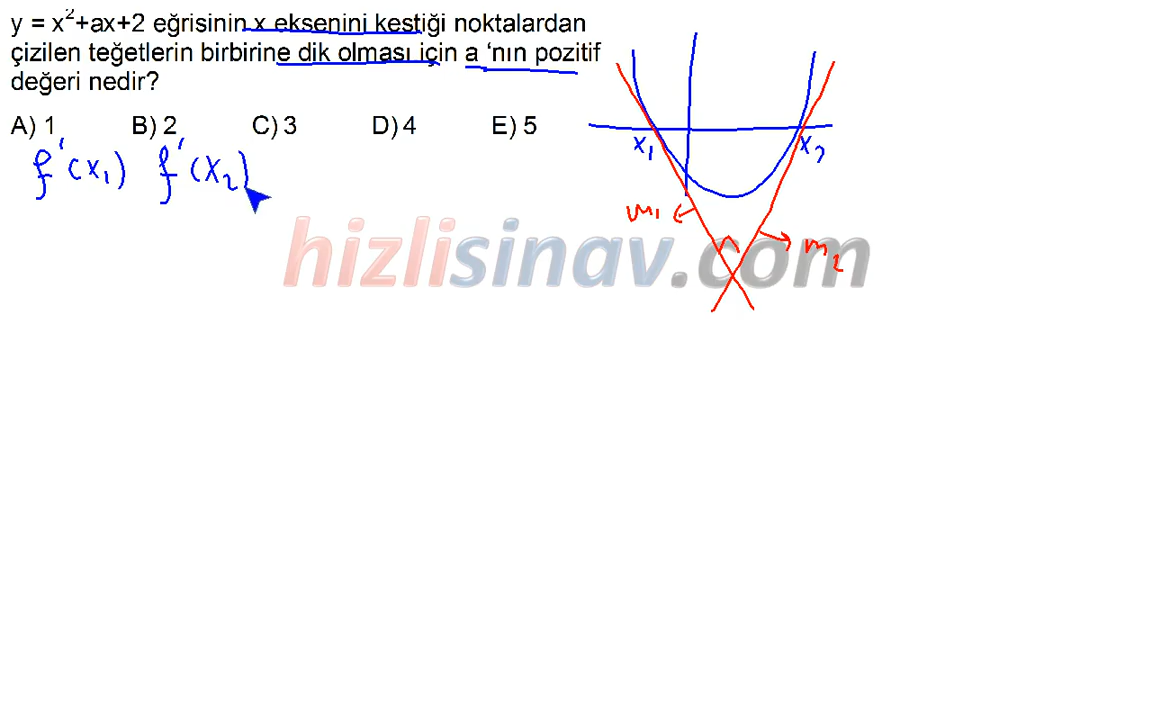 y = x²+ax+2 eğrisinin x eksenini kestiği noktalardan
çizilen teğetlerin birbirine dik olması için a ‘nın pozitif
değeri nedir?
A) 1 B) 2 C) 3 D) 4 E) 5
f'(x₁) f'(x₂)
x₁ x₂
m₁ m₂
hizlisinav.com